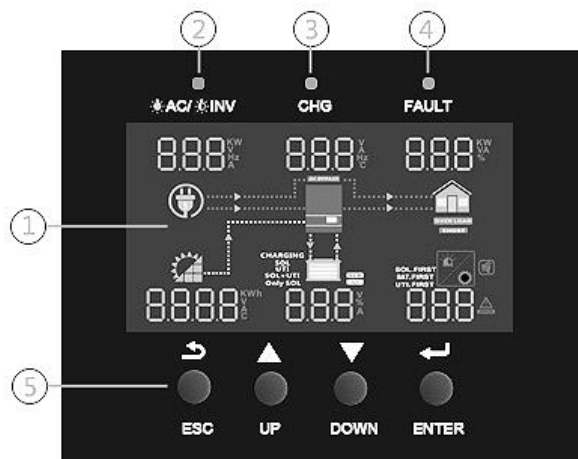 2 3 4
AC/ INV CHG FAULT
8.8.8 KW V Hz A 8.8.8 V A Hz °C 8.8.8 KW VA %
AC BYPASS
OVER LOAD
SHORT
1
CHARGING
SOL
UTI
SOL+UTI
Only SOL
SOL.FIRST
BAT.FIRST
UTI.FIRST
8.8.8.8 KWh V A °C 8.8.8 V % A 8.8.8
5
ESC UP DOWN ENTER